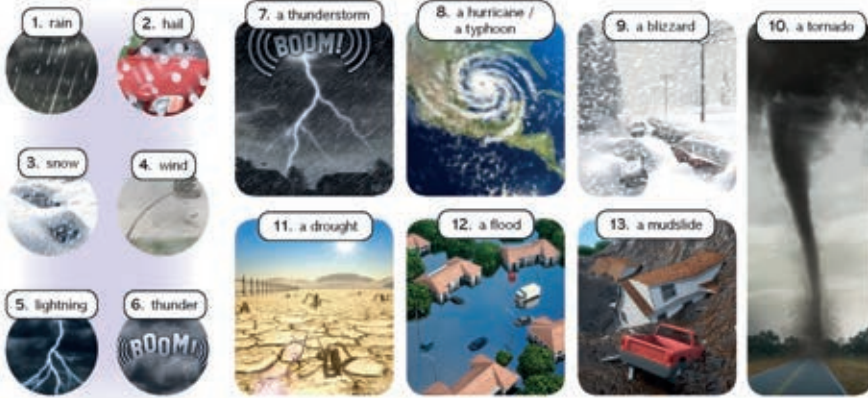 1. rain
2. hail
3. snow
4. wind
5. lightning
6. thunder
BOOM!
7. a thunderstorm
BOOM!
8. a hurricane /
a typhoon
9. a blizzard
10. a tornado
11. a drought
12. a flood
13. a mudslide